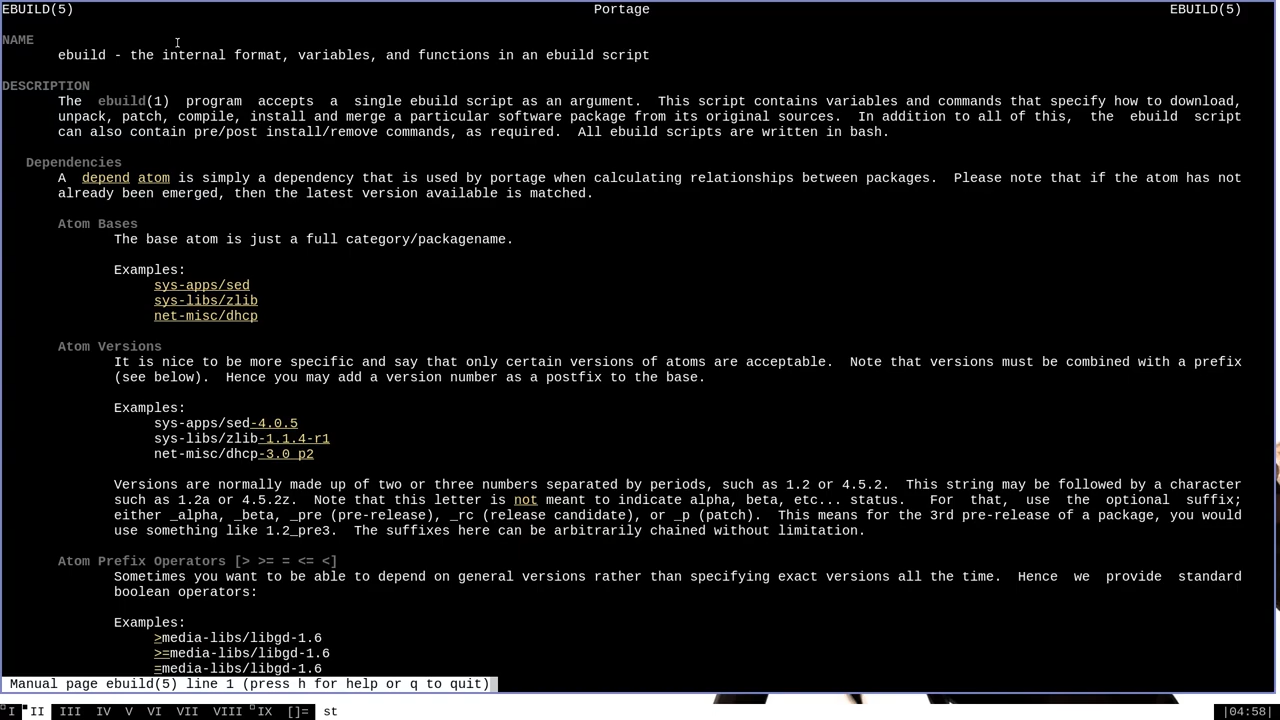 EBUILD(5) Portage EBUILD(5)
NAME
ebuild - the internal format, variables, and functions in an ebuild script
DESCRIPTION
The ebuild(1) program accepts a single ebuild script as an argument. This script contains variables and commands that specify how to download,
unpack, patch, compile, install and merge a particular software package from its original sources. In addition to all of this, the ebuild script
can also contain pre/post install/remove commands, as required. All ebuild scripts are written in bash.
Dependencies
A depend atom is simply a dependency that is used by portage when calculating relationships between packages. Please note that if the atom has not
already been emerged, then the latest version available is matched.
Atom Bases
The base atom is just a full category/packagename.
Examples:
sys-apps/sed
sys-libs/zlib
net-misc/dhcp
Atom Versions
It is nice to be more specific and say that only certain versions of atoms are acceptable. Note that versions must be combined with a prefix
(see below). Hence you may add a version number as a postfix to the base.
Examples:
sys-apps/sed-4.0.5
sys-libs/zlib-1.1.4-r1
net-misc/dhcp-3.0_p2
Versions are normally made up of two or three numbers separated by periods, such as 1.2 or 4.5.2. This string may be followed by a character
such as 1.2a or 4.5.2z. Note that this letter is not meant to indicate alpha, beta, etc... status. For that, use the optional suffix;
either _alpha, _beta, _pre (pre-release), _rc (release candidate), or _p (patch). This means for the 3rd pre-release of a package, you would
use something like 1.2_pre3. The suffixes here can be arbitrarily chained without limitation.
Atom Prefix Operators [> >= = <= <]
Sometimes you want to be able to depend on general versions rather than specifying exact versions all the time. Hence we provide standard
boolean operators:
Examples:
>media-libs/libgd-1.6
>=media-libs/libgd-1.6
=media-libs/libgd-1.6
Manual page ebuild(5) line 1 (press h for help or q to quit)
I II III IV V VI VII VIII IX []= st |04:58|